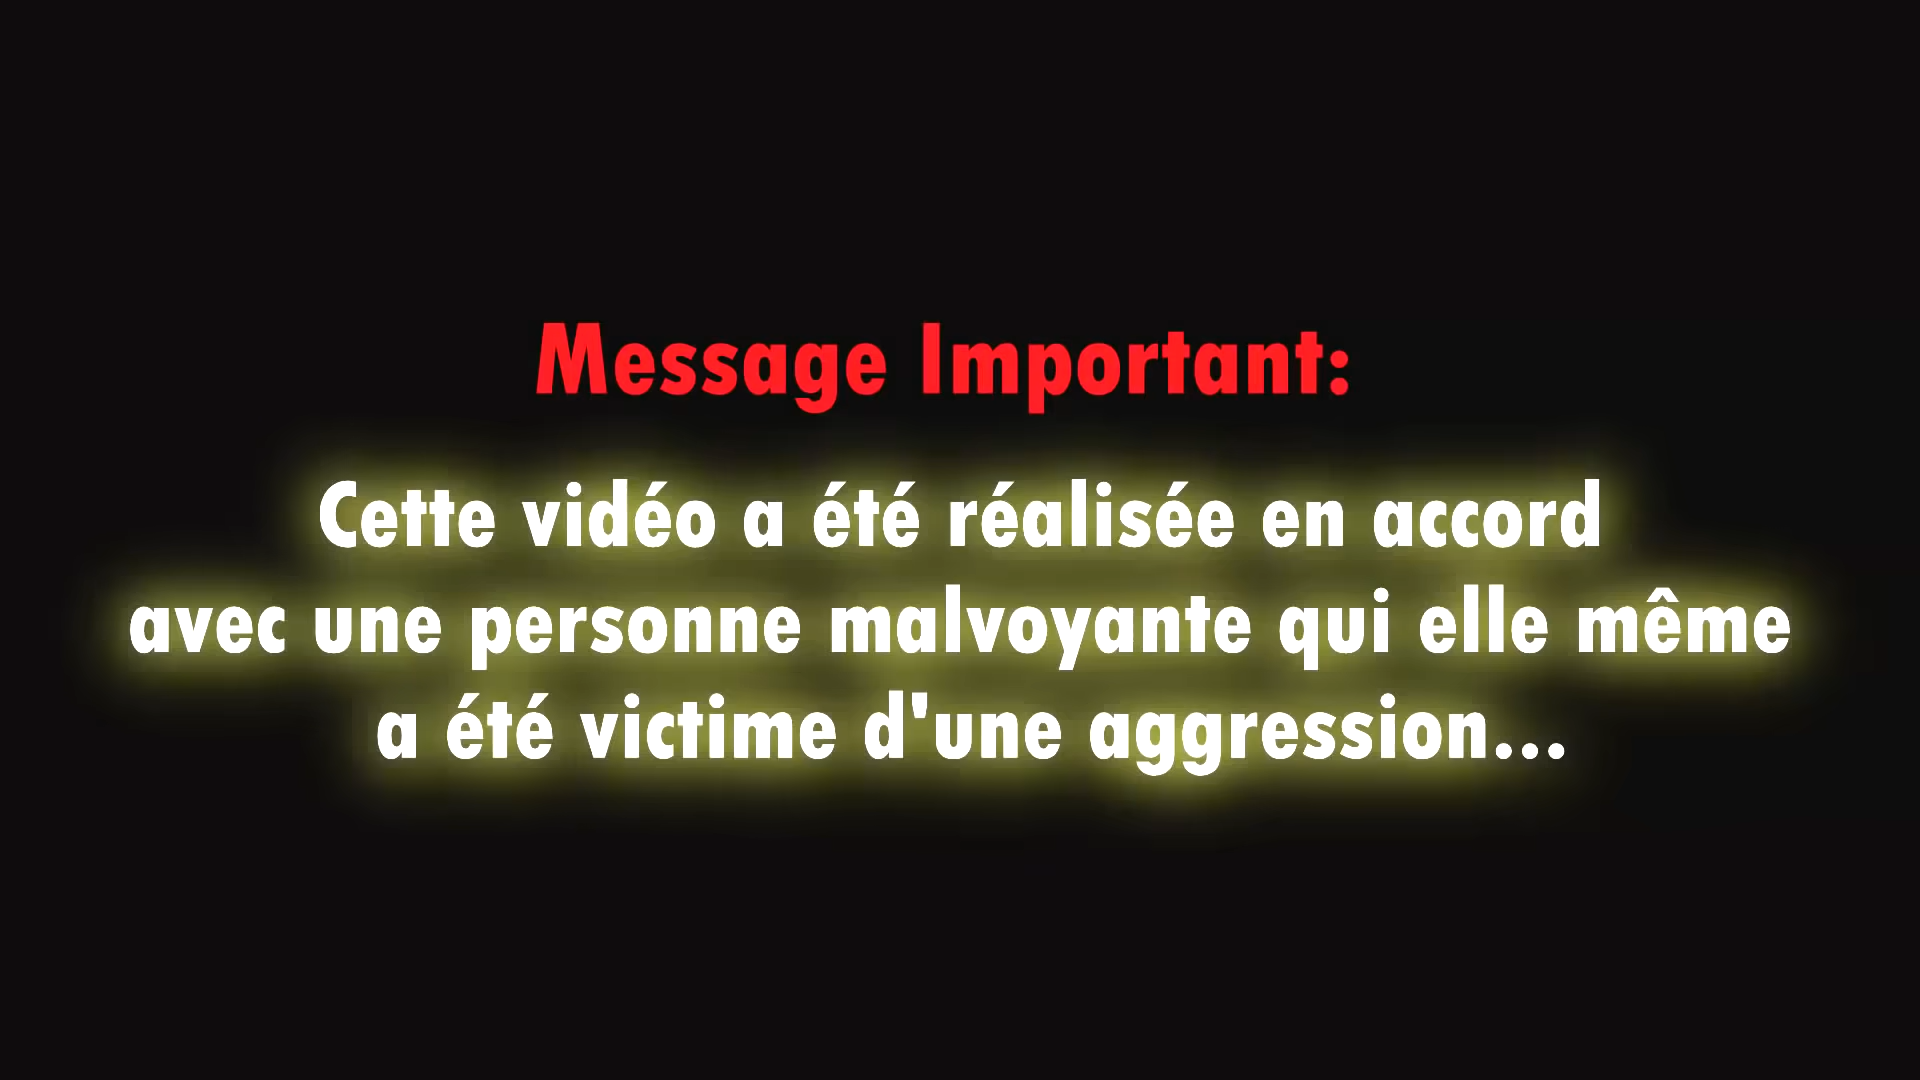 Message Important:
Cette vidéo a été réalisée en accord
avec une personne malvoyante qui elle même
a été victime d'une aggression...